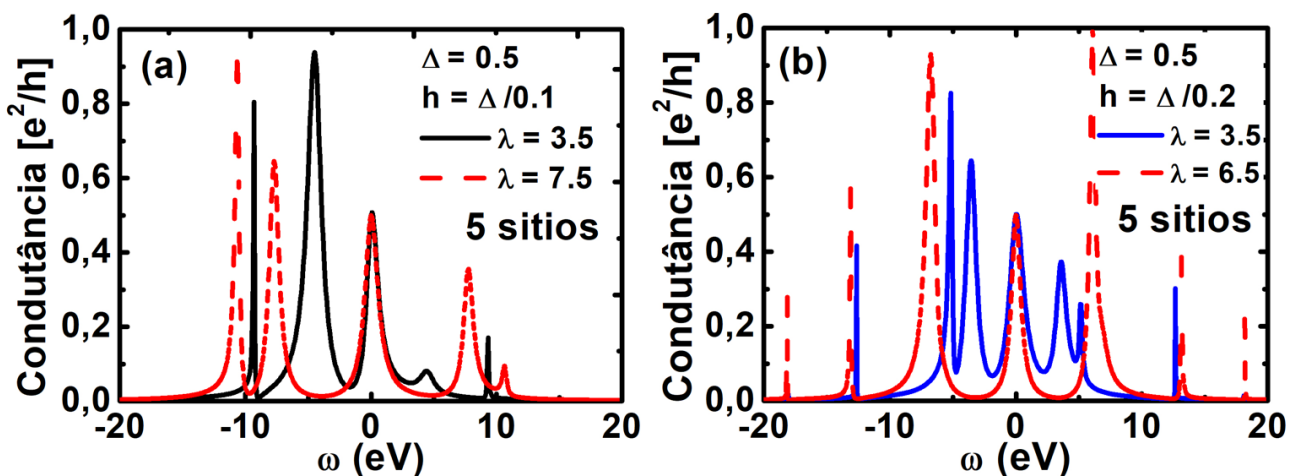 Condutância [e²/h]
1,0
0,8
0,6
0,4
0,2
0,0
(a)
Δ = 0.5
h = Δ/0.1
λ = 3.5
λ = 7.5
5 sitios
-20 -10 0 10 20
ω (eV)
Condutância [e²/h]
1,0
0,8
0,6
0,4
0,2
0,0
(b)
Δ = 0.5
h = Δ/0.2
λ = 3.5
λ = 6.5
5 sitios
-20 -10 0 10 20
ω (eV)